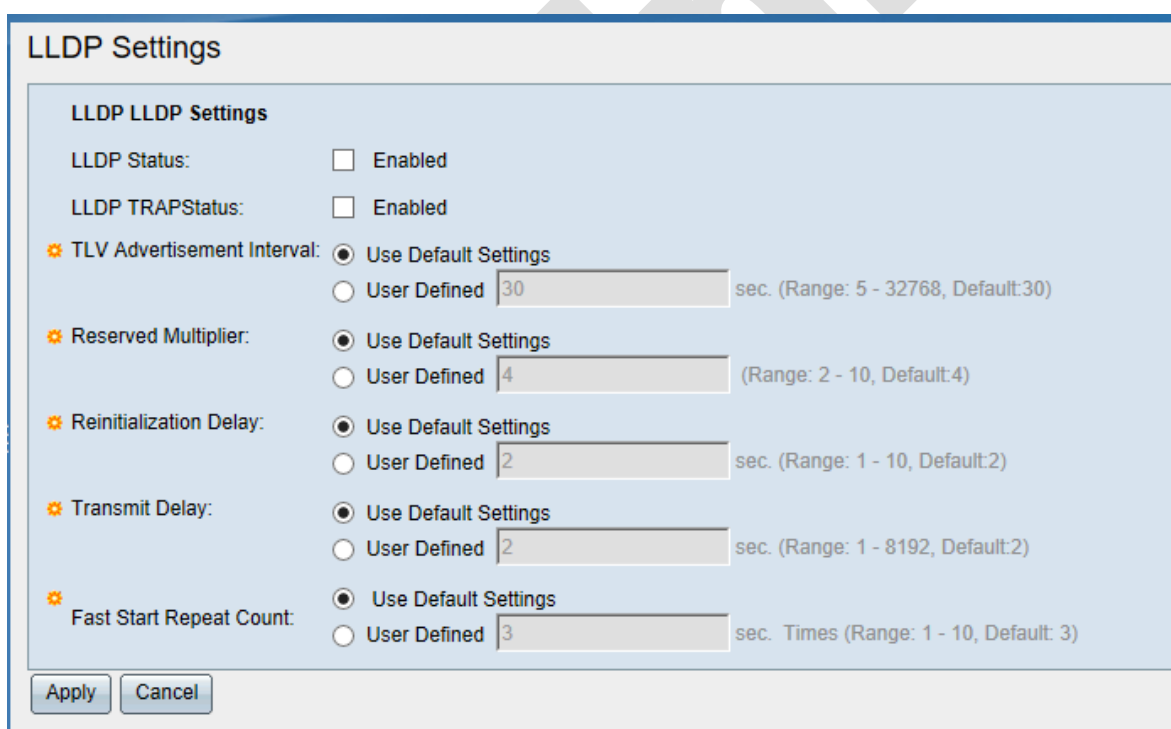 LLDP Settings
LLDP LLDP Settings
LLDP Status: Enabled
LLDP TRAPStatus: Enabled
TLV Advertisement Interval: Use Default Settings
User Defined 30 sec. (Range: 5 - 32768, Default:30)
Reserved Multiplier: Use Default Settings
User Defined 4 (Range: 2 - 10, Default:4)
Reinitialization Delay: Use Default Settings
User Defined 2 sec. (Range: 1 - 10, Default:2)
Transmit Delay: Use Default Settings
User Defined 2 sec. (Range: 1 - 8192, Default:2)
Fast Start Repeat Count: Use Default Settings
User Defined 3 sec. Times (Range: 1 - 10, Default: 3)
Apply Cancel